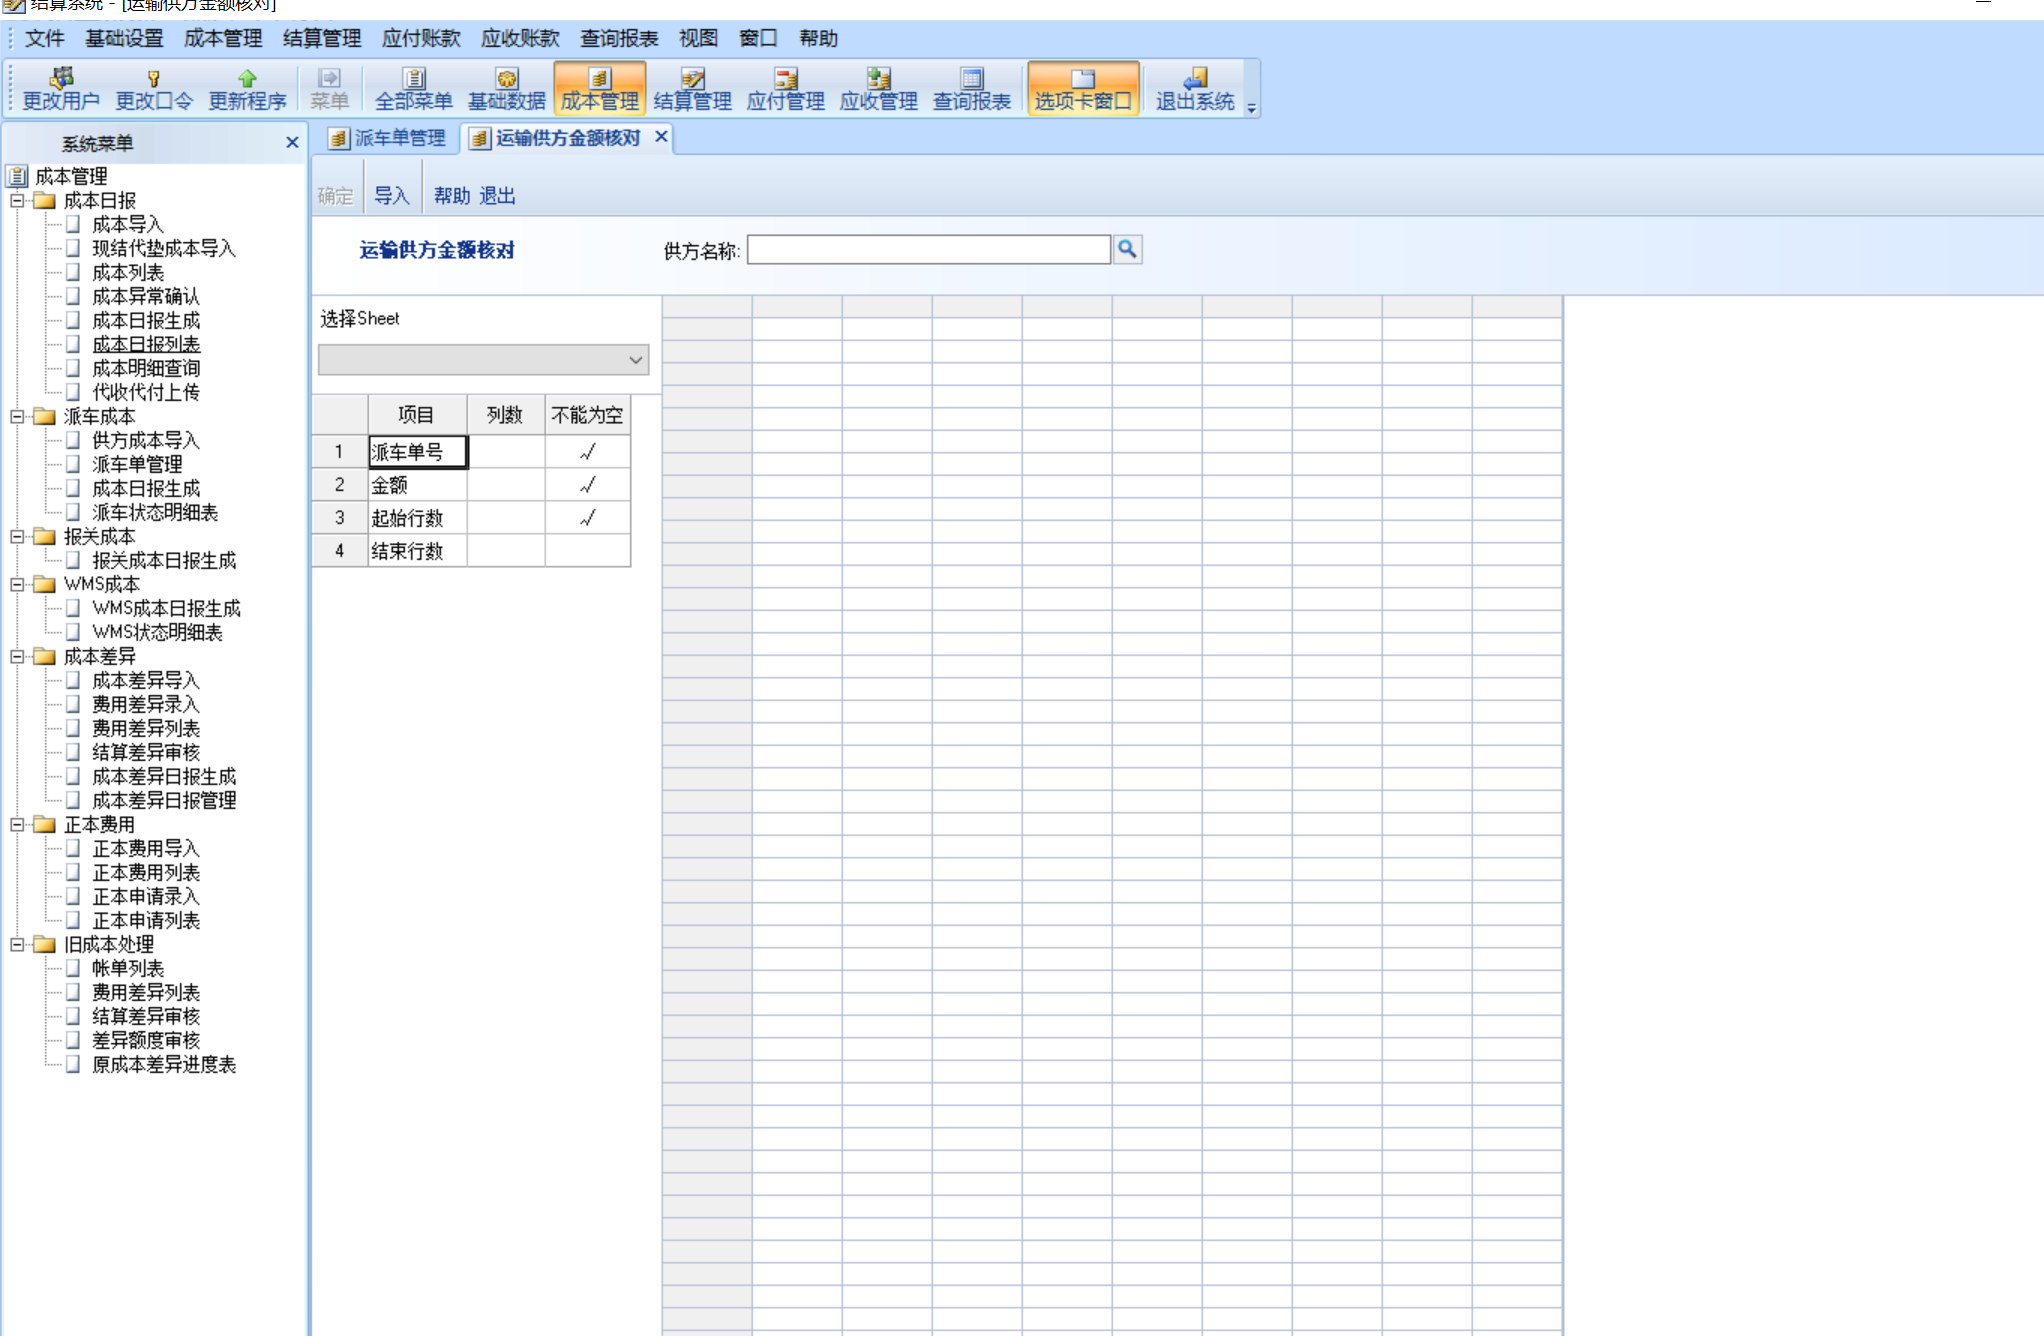 结算系统 - [运输供方金额核对]
文件 基础设置 成本管理 结算管理 应付账款 应收账款 查询报表 视图 窗口 帮助
更改用户 更改口令 更新程序 菜单 全部菜单 基础数据 成本管理 结算管理 应付管理 应收管理 查询报表 选项卡窗口 退出系统
系统菜单
成本管理
成本日报
成本导入
现结代垫成本导入
成本列表
成本异常确认
成本日报生成
成本日报列表
成本明细查询
代收代付上传
派车成本
供方成本导入
派车单管理
成本日报生成
派车状态明细表
报关成本
报关成本日报生成
WMS成本
WMS成本日报生成
WMS状态明细表
成本差异
成本差异导入
费用差异录入
费用差异列表
结算差异审核
成本差异日报生成
成本差异日报管理
正本费用
正本费用导入
正本费用列表
正本申请录入
正本申请列表
旧成本处理
帐单列表
费用差异列表
结算差异审核
差异额度审核
原成本差异进度表
派车单管理 运输供方金额核对
确定 导入 帮助 退出
运输供方金额核对 供方名称:
选择Sheet
项目 列数 不能为空
1 派车单号 √
2 金额 √
3 起始行数 √
4 结束行数